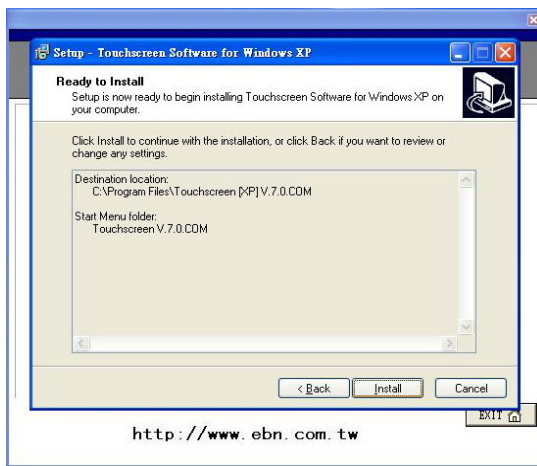 Setup - Touchscreen Software for Windows XP
Ready to Install
Setup is now ready to begin installing Touchscreen Software for Windows XP on
your computer.
Click Install to continue with the installation, or click Back if you want to review or
change any settings.
Destination location:
C:\Program Files\Touchscreen [XP] V.7.0.COM
Start Menu folder:
Touchscreen V.7.0.COM
< Back
Install
Cancel
EXIT
http://www.ebn.com.tw